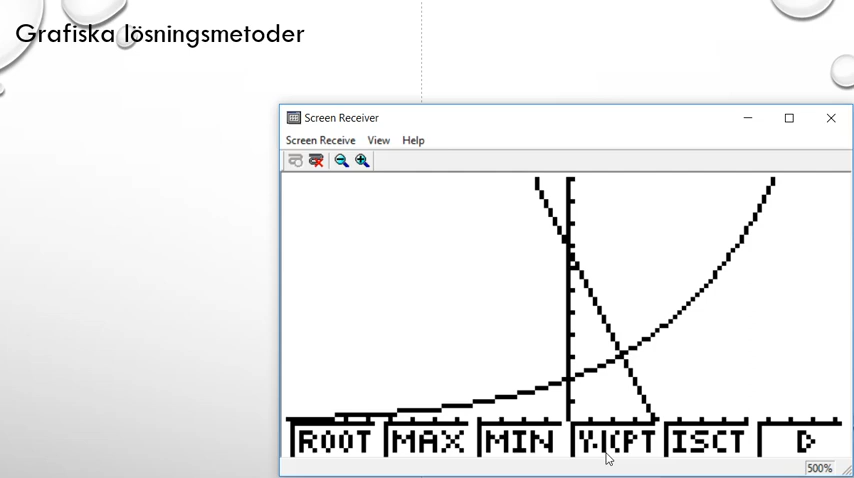 Grafiska lösningsmetoder
Screen Receiver
Screen Receive View Help
ROOT MAX MIN Y-ICPT ISCT D
500%